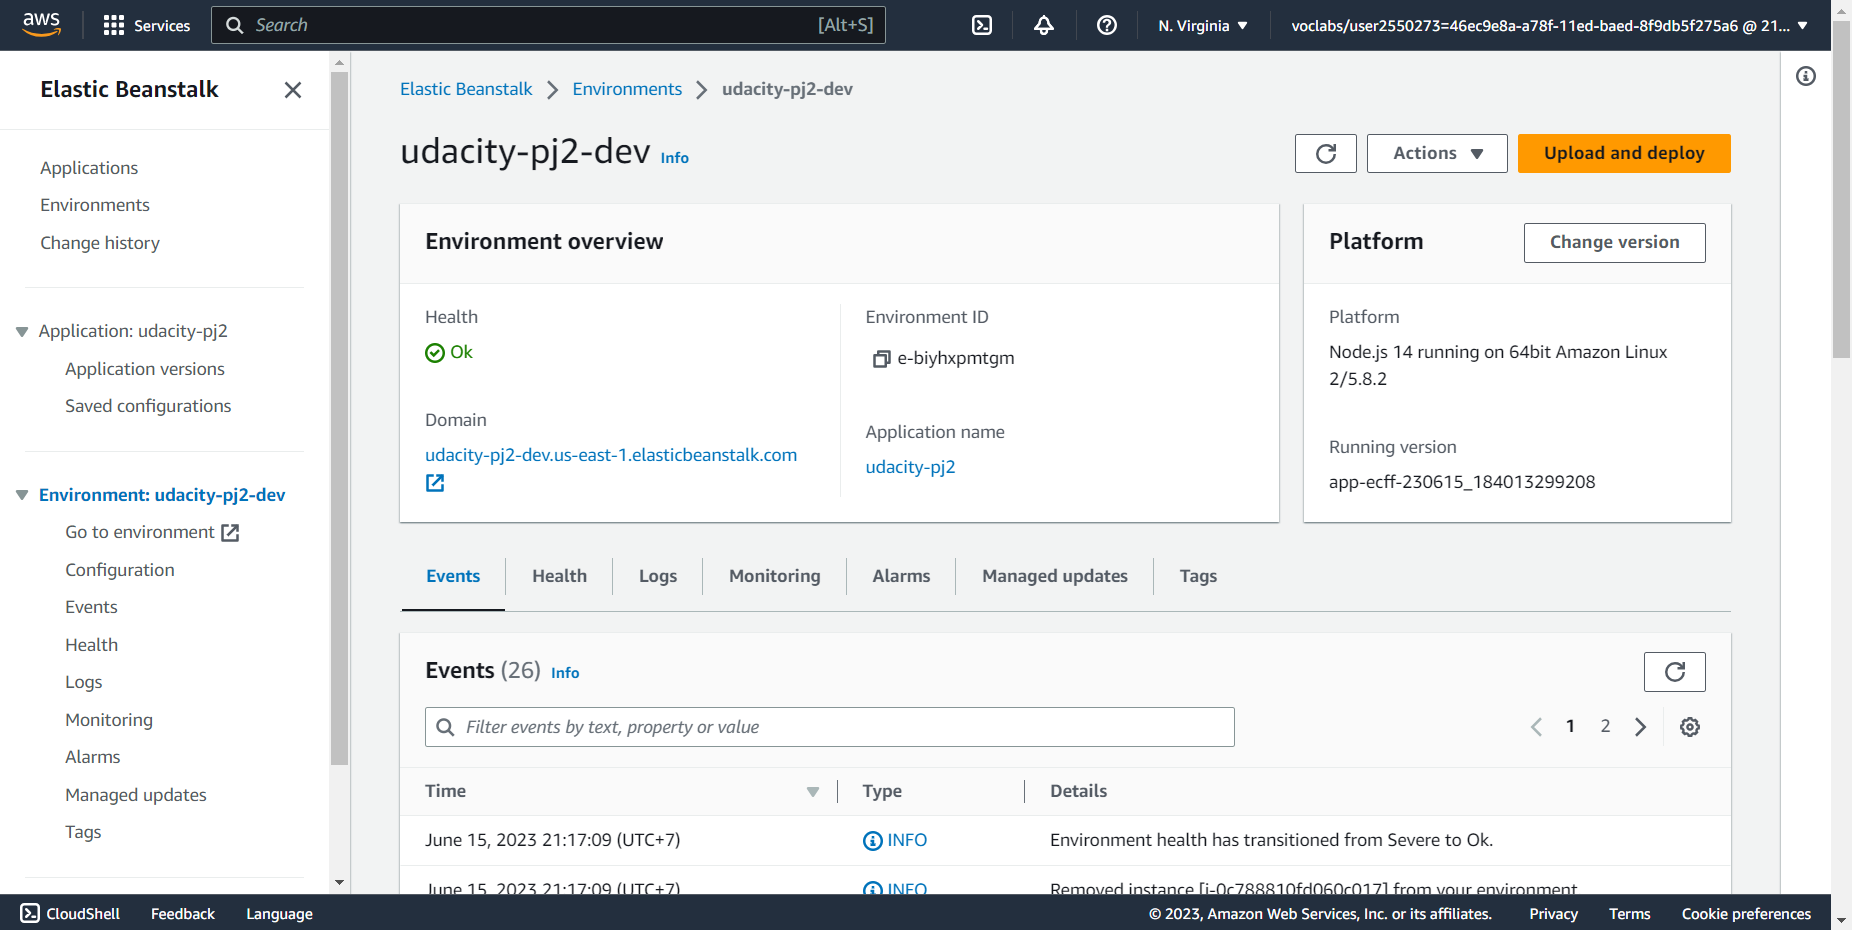 aws
Services
Search
[Alt+S]
N. Virginia
voclabs/user2550273=46ec9e8a-a78f-11ed-baed-8f9db5f275a6 @ 21...
Elastic Beanstalk
Applications
Environments
Change history
Application: udacity-pj2
Application versions
Saved configurations
Environment: udacity-pj2-dev
Go to environment
Configuration
Events
Health
Logs
Monitoring
Alarms
Managed updates
Tags
Elastic Beanstalk
Environments
udacity-pj2-dev
udacity-pj2-dev Info
Actions
Upload and deploy
Environment overview
Health
Ok
Domain
udacity-pj2-dev.us-east-1.elasticbeanstalk.com
Environment ID
e-biyhxpmtgm
Application name
udacity-pj2
Platform
Change version
Platform
Node.js 14 running on 64bit Amazon Linux
2/5.8.2
Running version
app-ecff-230615_184013299208
Events
Health
Logs
Monitoring
Alarms
Managed updates
Tags
Events (26) Info
Filter events by text, property or value
1
2
Time
Type
Details
June 15, 2023 21:17:09 (UTC+7)
INFO
Environment health has transitioned from Severe to Ok.
June 15, 2023 21:17:09 (UTC+7)
INFO
Removed instance [i-0c788810fd060c017] from your environment
CloudShell
Feedback
Language
© 2023, Amazon Web Services, Inc. or its affiliates.
Privacy
Terms
Cookie preferences